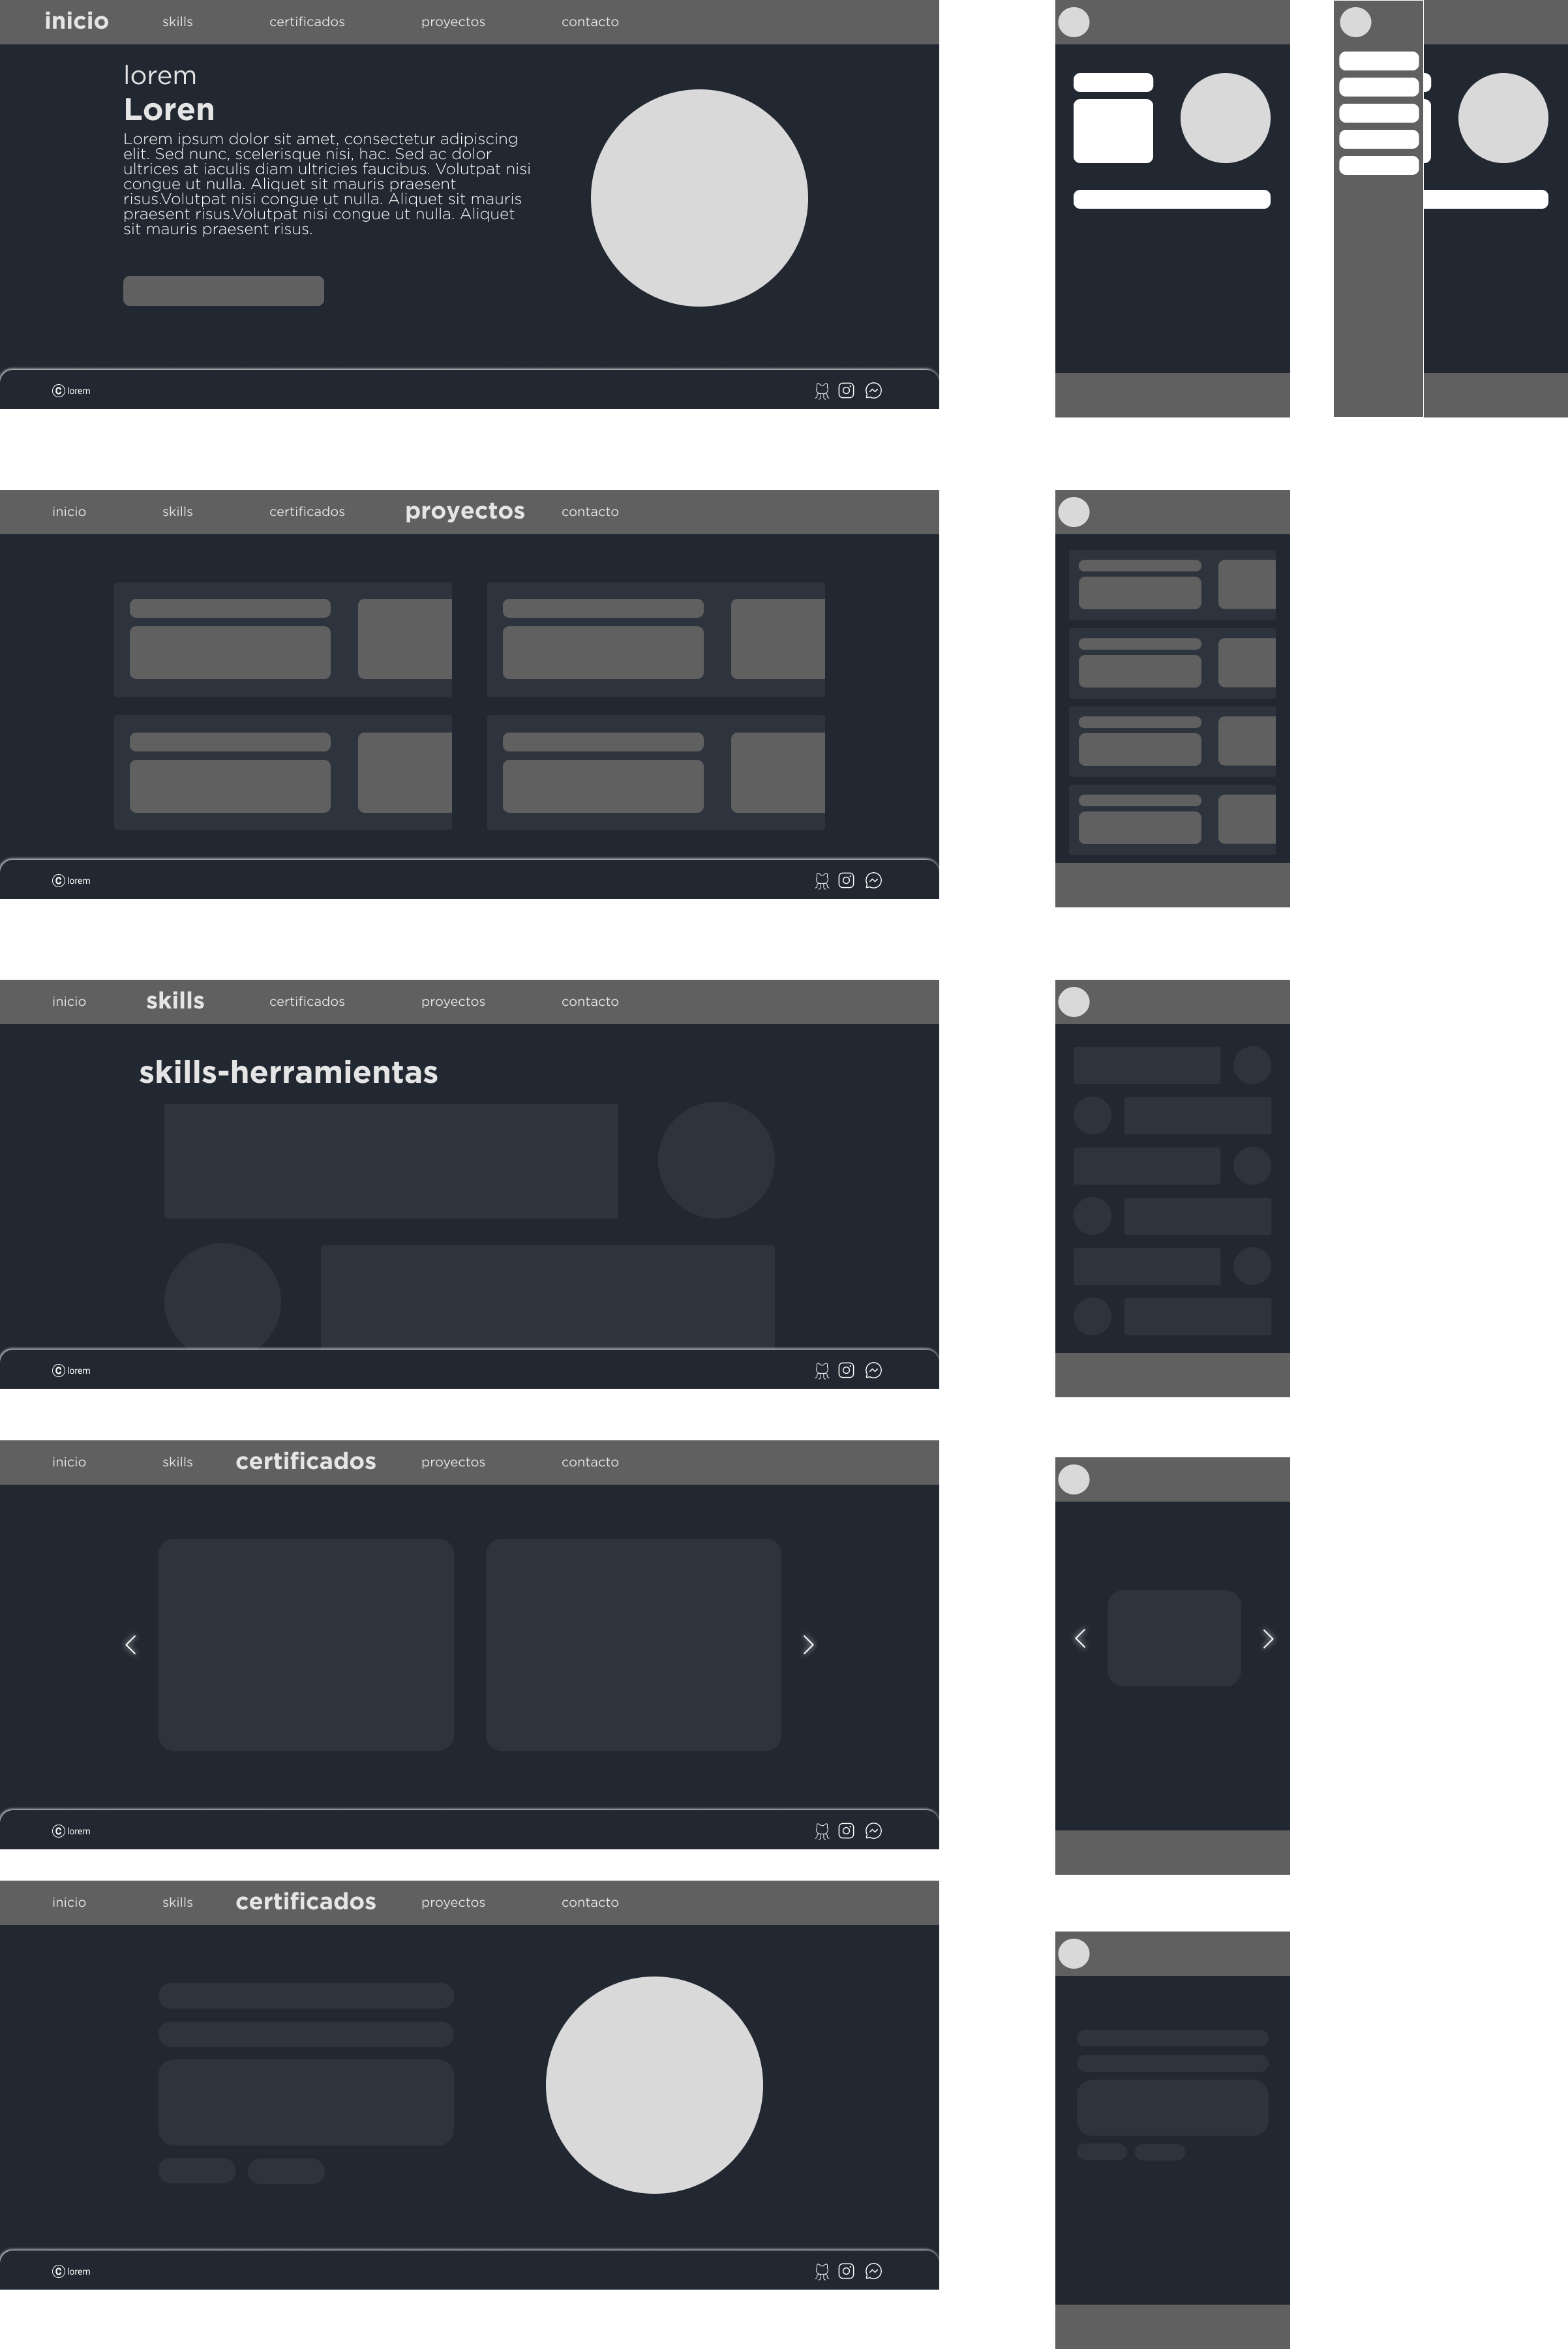 inicio skills certificados proyectos contacto
lorem
Loren
Lorem ipsum dolor sit amet, consectetur adipiscing
elit. Sed nunc, scelerisque nisi, hac. Sed ac dolor
ultrices at iaculis diam ultricies faucibus. Volutpat nisi
congue ut nulla. Aliquet sit mauris praesent
risus.Volutpat nisi congue ut nulla. Aliquet sit mauris
praesent risus.Volutpat nisi congue ut nulla. Aliquet
sit mauris praesent risus.
© lorem
inicio skills certificados proyectos contacto
© lorem
inicio skills certificados proyectos contacto
skills-herramientas
© lorem
inicio skills certificados proyectos contacto
© lorem
inicio skills certificados proyectos contacto
© lorem